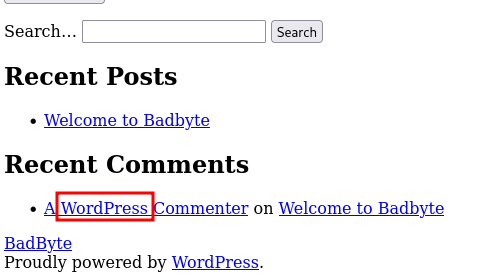 Search… Search
Recent Posts
• Welcome to Badbyte
Recent Comments
• A WordPress Commenter on Welcome to Badbyte
BadByte
Proudly powered by WordPress.